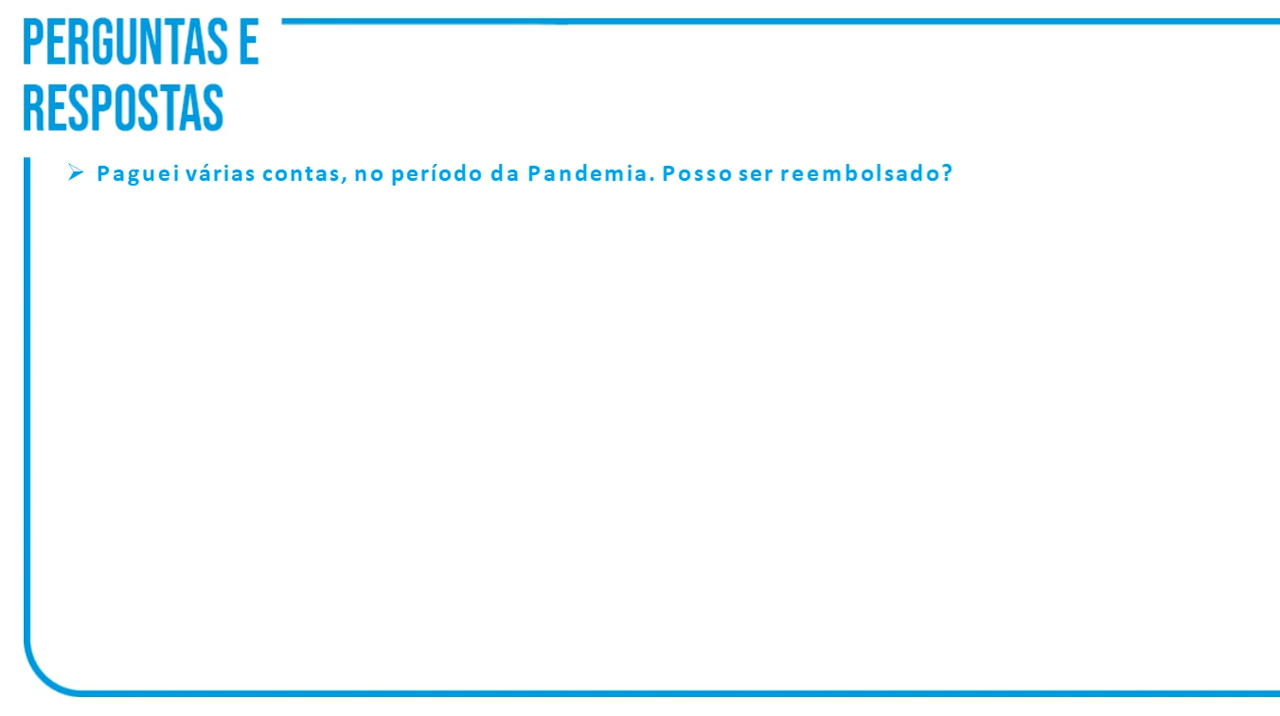 PERGUNTAS E
RESPOSTAS
➢ Paguei várias contas, no período da Pandemia. Posso ser reembolsado?